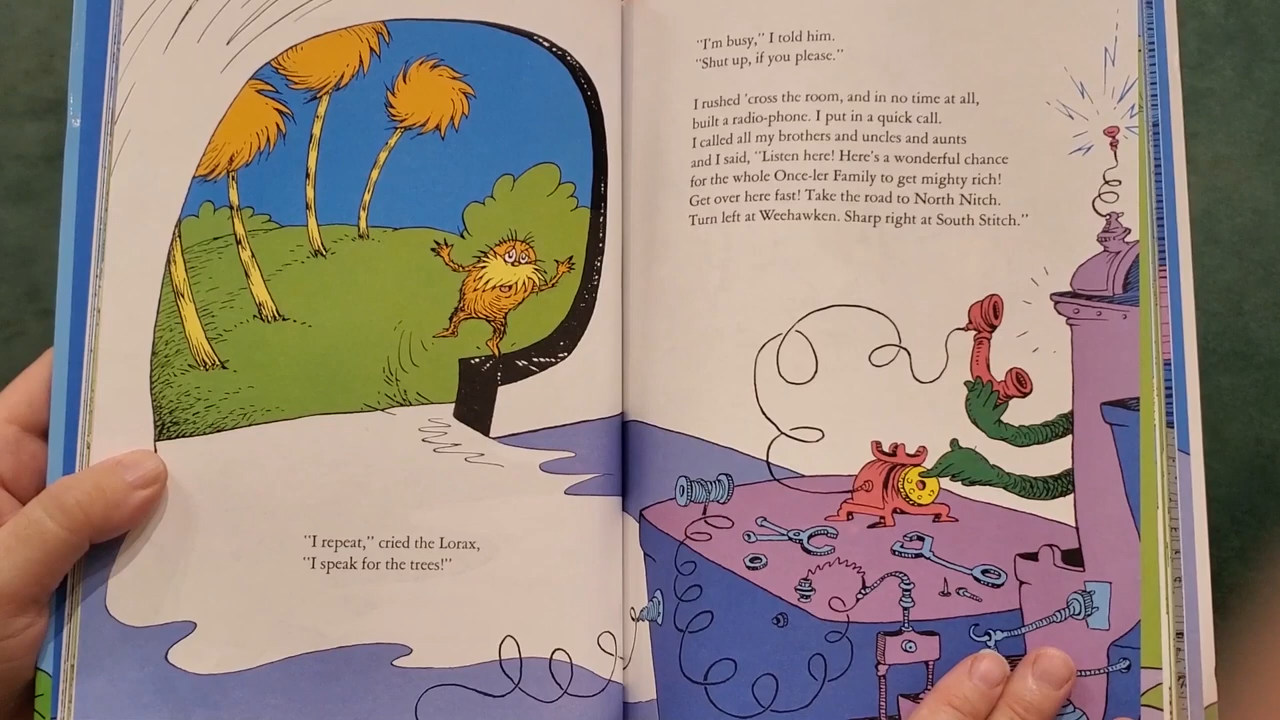 "I repeat," cried the Lorax,
"I speak for the trees!"
"I'm busy," I told him.
"Shut up, if you please."
I rushed 'cross the room, and in no time at all,
built a radio-phone. I put in a quick call.
I called all my brothers and uncles and aunts
and I said, "Listen here! Here's a wonderful chance
for the whole Once-ler Family to get mighty rich!
Get over here fast! Take the road to North Nitch.
Turn left at Weehawken. Sharp right at South Stitch."